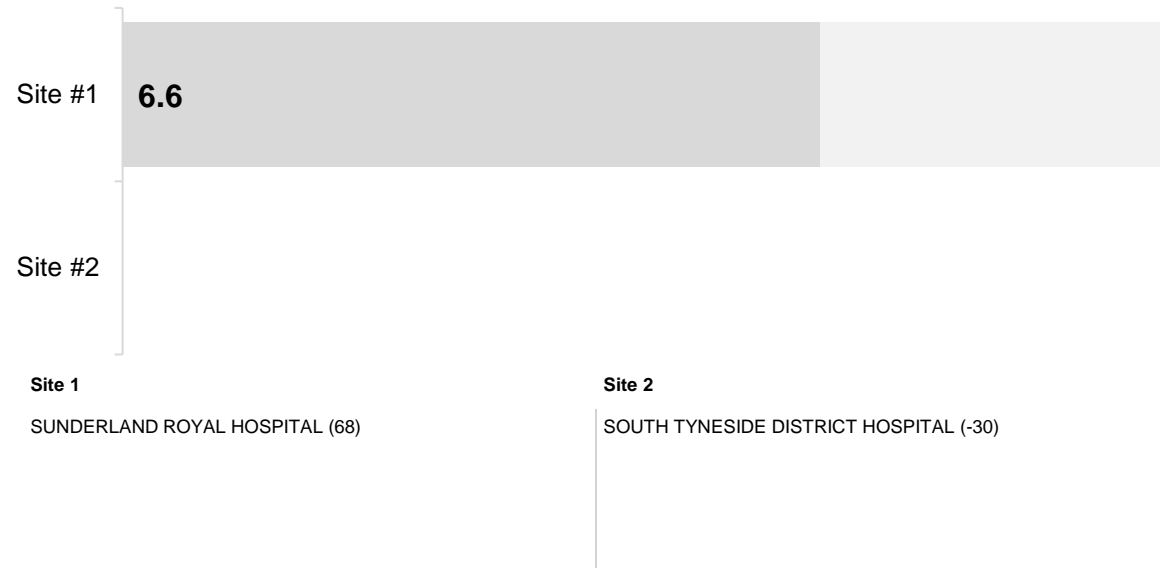 Site #1
6.6
Site #2
Site 1
Site 2
SUNDERLAND ROYAL HOSPITAL (68)
SOUTH TYNESIDE DISTRICT HOSPITAL (-30)